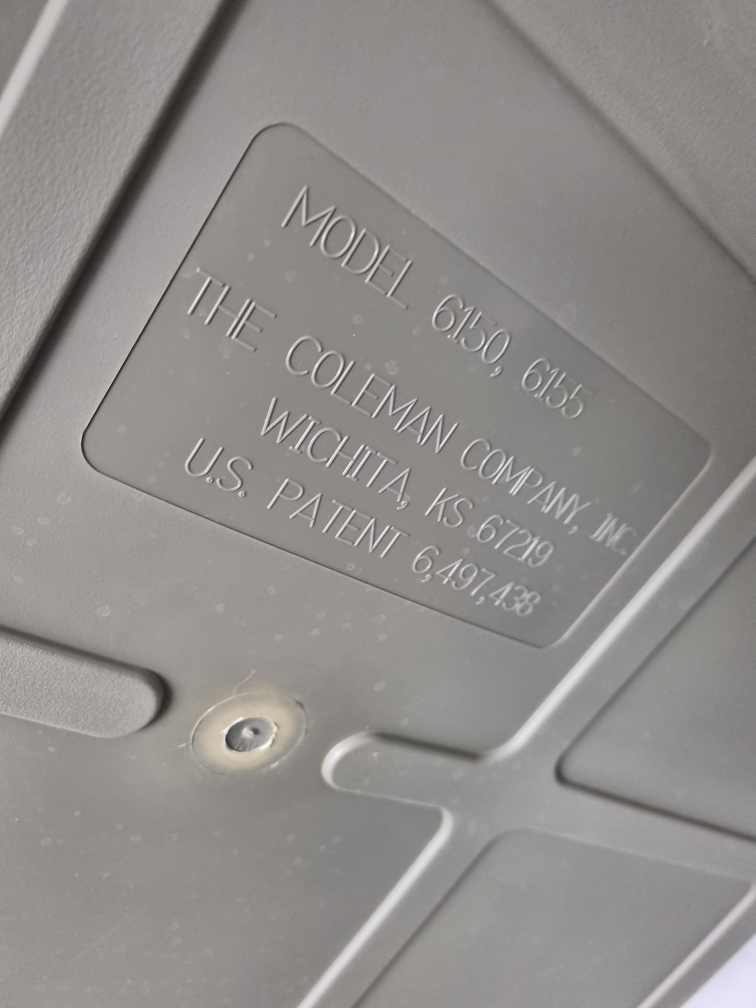 MODEL 6150, 6155
THE COLEMAN COMPANY, INC.
WICHITA, KS 67219
U.S. PATENT 6,497,438